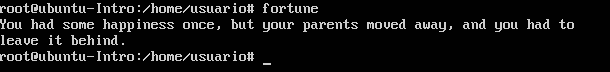 root@ubuntu-Intro:/home/usuario# fortune
You had some happiness once, but your parents moved away, and you had to
leave it behind.
root@ubuntu-Intro:/home/usuario# _